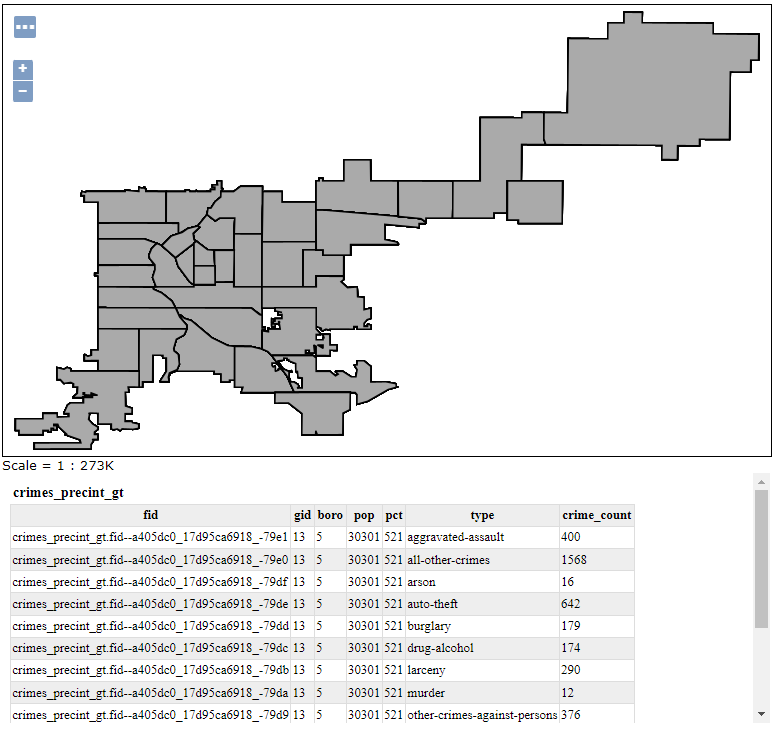 ...
+
−
Scale = 1 : 273K
crimes_precint_gt
fid gid boro pop pct type crime_count
crimes_precint_gt.fid--a405dc0_17d95ca6918_-79e1 13 5 30301 521 aggravated-assault 400
crimes_precint_gt.fid--a405dc0_17d95ca6918_-79e0 13 5 30301 521 all-other-crimes 1568
crimes_precint_gt.fid--a405dc0_17d95ca6918_-79df 13 5 30301 521 arson 16
crimes_precint_gt.fid--a405dc0_17d95ca6918_-79de 13 5 30301 521 auto-theft 642
crimes_precint_gt.fid--a405dc0_17d95ca6918_-79dd 13 5 30301 521 burglary 179
crimes_precint_gt.fid--a405dc0_17d95ca6918_-79dc 13 5 30301 521 drug-alcohol 174
crimes_precint_gt.fid--a405dc0_17d95ca6918_-79db 13 5 30301 521 larceny 290
crimes_precint_gt.fid--a405dc0_17d95ca6918_-79da 13 5 30301 521 murder 12
crimes_precint_gt.fid--a405dc0_17d95ca6918_-79d9 13 5 30301 521 other-crimes-against-persons 376